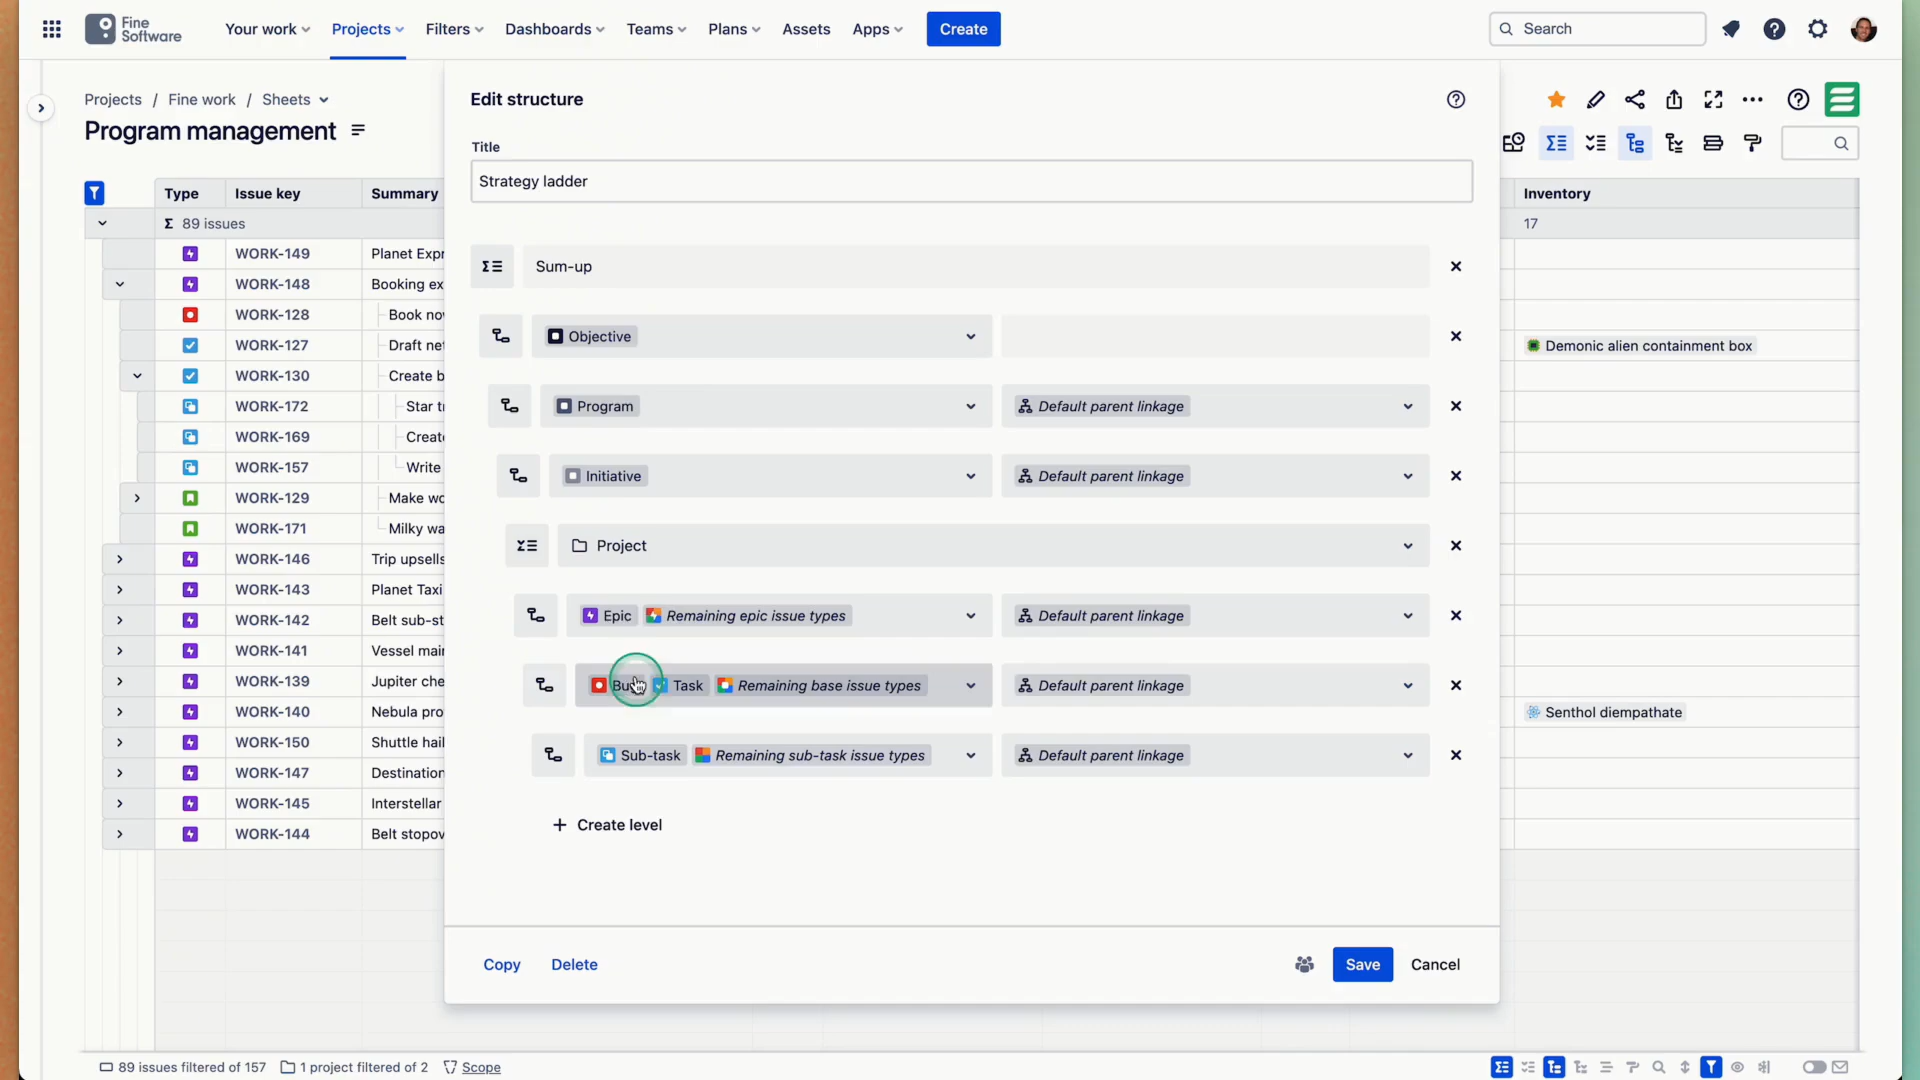 Fine Software
Your work
Projects
Filters
Dashboards
Teams
Plans
Assets
Apps
Create
Search
Projects / Fine work / Sheets
Program management
Type
Issue key
Summary
Inventory
Σ 89 issues
17
WORK-149 Planet Expr
WORK-148 Booking ex
WORK-128 Book no
WORK-127 Draft net
Demonic alien containment box
WORK-130 Create b
WORK-172 Star t
WORK-169 Create
WORK-157 Write
WORK-129 Make wo
WORK-171 Milky wa
WORK-146 Trip upsells
WORK-143 Planet Taxi
WORK-142 Belt sub-st
WORK-141 Vessel mai
WORK-139 Jupiter che
WORK-140 Nebula pro
Senthol diempathate
WORK-150 Shuttle hail
WORK-147 Destination
WORK-145 Interstellar
WORK-144 Belt stopov
Edit structure
Title
Strategy ladder
Sum-up
Objective
Program
Default parent linkage
Initiative
Default parent linkage
Project
Epic Remaining epic issue types
Default parent linkage
Task Remaining base issue types
Default parent linkage
Sub-task Remaining sub-task issue types
Default parent linkage
+ Create level
Copy
Delete
Save
Cancel
89 issues filtered of 157
1 project filtered of 2
Scope